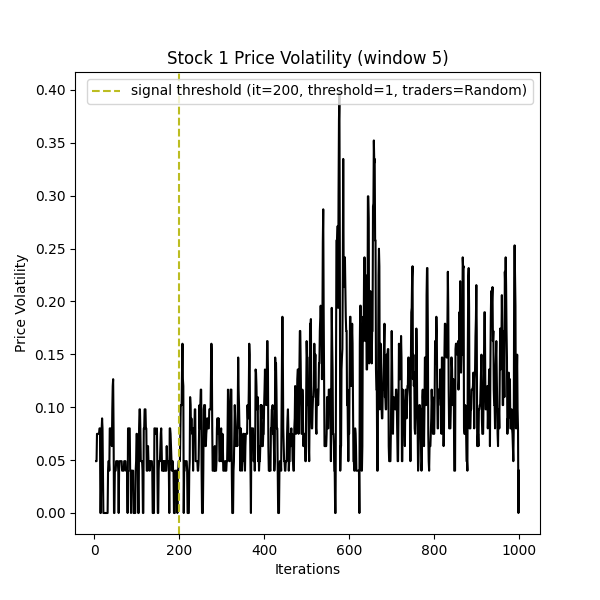 Stock 1 Price Volatility (window 5)
signal threshold (it=200, threshold=1, traders=Random)
0.40
0.35
0.30
0.25
0.20
0.15
0.10
0.05
0.00
Price Volatility
0 200 400 600 800 1000
Iterations